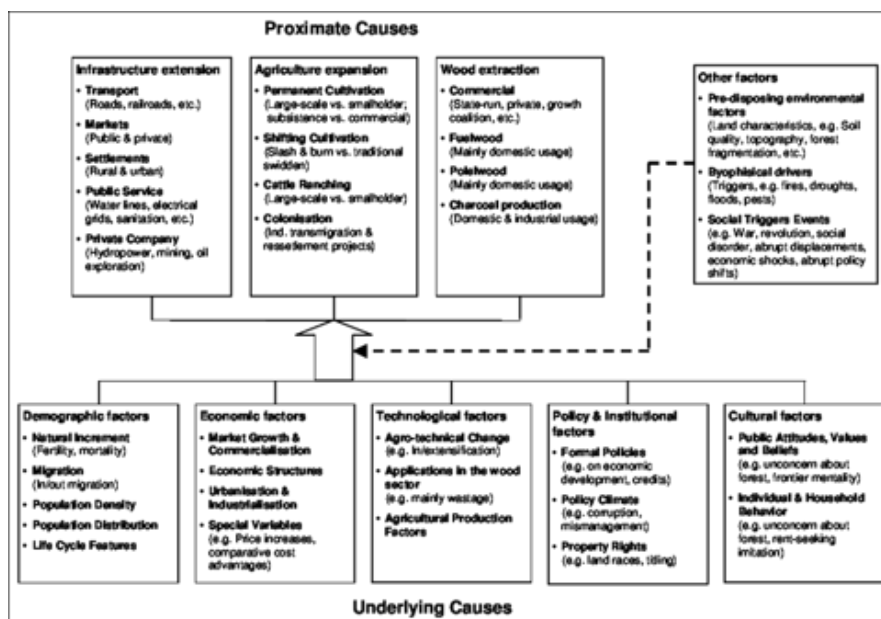 Proximate Causes
Infrastructure extension
• Transport
(Roads, railroads, etc.)
• Markets
(Public & private)
• Settlements
(Rural & urban)
• Public Service
(Water lines, electrical
grids, sanitation, etc.)
• Private Company
(Hydropower, mining, oil
exploration)
Agriculture expansion
• Permanent Cultivation
(Large-scale vs. smallholder;
subsistence vs. commercial)
• Shifting Cultivation
(Slash & burn vs. traditional
swidden)
• Cattle Ranching
(Large-scale vs. smallholder)
• Colonisation
(Ind. transmigration &
ressetlement projects)
Wood extraction
• Commercial
(State-run, private, growth
coalition, etc.)
• Fuelwood
(Mainly domestic usage)
• Polelwood
(Mainly domestic usage)
• Charcoal production
(Domestic & industrial usage)
Other factors
• Pre-disposing environmental
factors
(Land characteristics, e.g. Soil
quality, topography, forest
fragmentation, etc.)
• Byophisical drivers
(Triggers, e.g. fires, droughts,
floods, pests)
• Social Triggers Events
(e.g. War, revolution, social
disorder, abrupt displacements,
economic shocks, abrupt policy
shifts)
Demographic factors
• Natural Increment
(Fertility, mortality)
• Migration
(In/out migration)
• Population Density
• Population Distribution
• Life Cycle Features
Economic factors
• Market Growth &
Commercialisation
• Economic Structures
• Urbanisation &
Industrialisation
• Special Variables
(e.g. Price increases,
comparative cost
advantages)
Technological factors
• Agro-technical Change
(e.g. In/extensification)
• Applications in the wood
sector
(e.g. mainly wastage)
• Agricultural Production
Factors
Policy & Institutional
factors
• Formal Policies
(e.g. on economic
development, credits)
• Policy Climate
(e.g. corruption,
mismanagement)
• Property Rights
(e.g. land races, titling)
Cultural factors
• Public Attitudes, Values
and Beliefs
(e.g. unconcern about
forest, frontier mentality)
• Individual & Household
Behavior
(e.g. unconcern about
forest, rent-seeking
imitation)
Underlying Causes